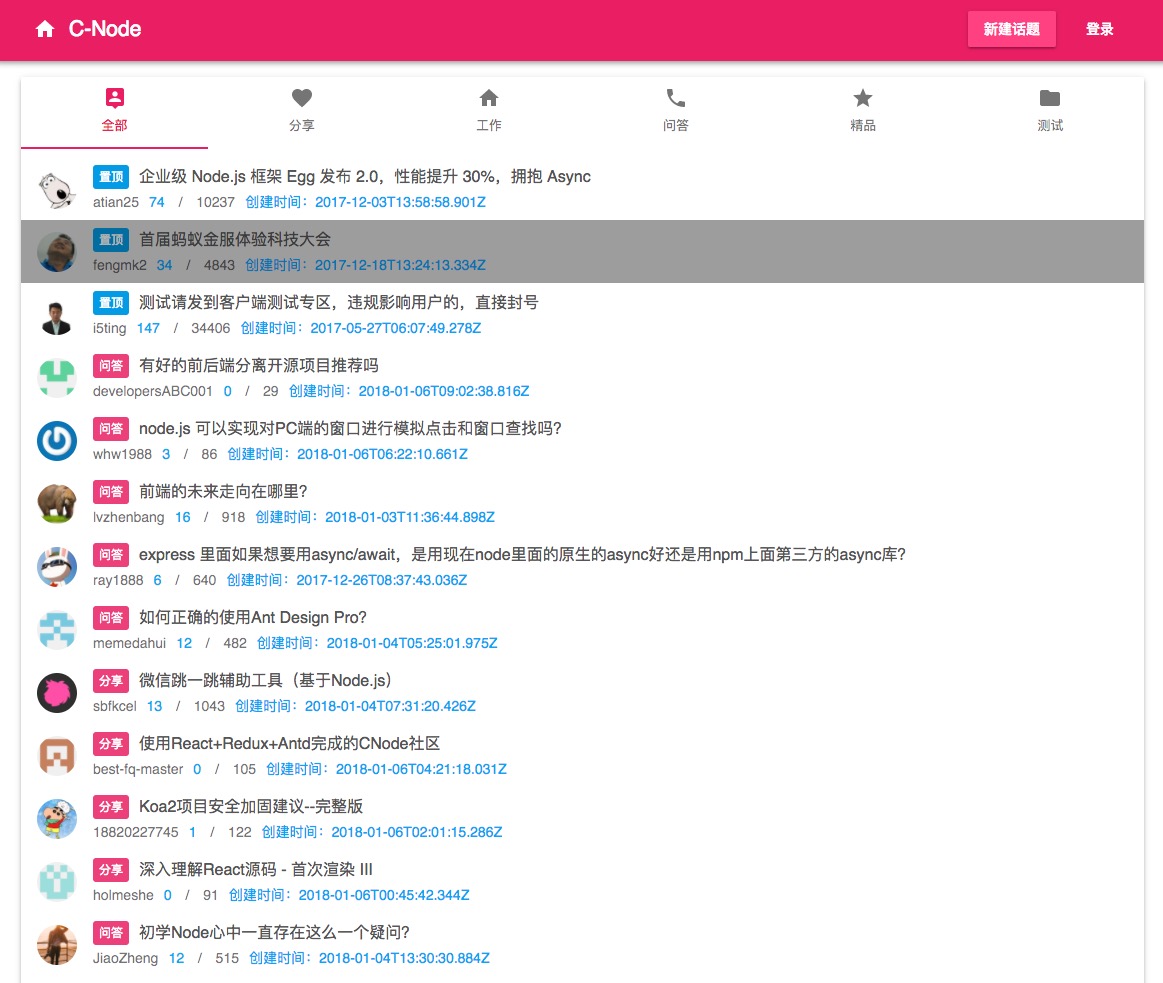 C-Node
新建话题
登录
全部
分享
工作
问答
精品
测试
置顶 企业级 Node.js 框架 Egg 发布 2.0，性能提升 30%，拥抱 Async
atian25 74 / 10237 创建时间：2017-12-03T13:58:58.901Z
置顶 首届蚂蚁金服体验科技大会
fengmk2 34 / 4843 创建时间：2017-12-18T13:24:13.334Z
置顶 测试请发到客户端测试专区，违规影响用户的，直接封号
i5ting 147 / 34406 创建时间：2017-05-27T06:07:49.278Z
问答 有好的前后端分离开源项目推荐吗
developersABC001 0 / 29 创建时间：2018-01-06T09:02:38.816Z
问答 node.js 可以实现对PC端的窗口进行模拟点击和窗口查找吗?
whw1988 3 / 86 创建时间：2018-01-06T06:22:10.661Z
问答 前端的未来走向在哪里?
lvzhenbang 16 / 918 创建时间：2018-01-03T11:36:44.898Z
问答 express 里面如果想要用async/await，是用现在node里面的原生的async好还是用npm上面第三方的async库?
ray1888 6 / 640 创建时间：2017-12-26T08:37:43.036Z
问答 如何正确的使用Ant Design Pro?
memedahui 12 / 482 创建时间：2018-01-04T05:25:01.975Z
分享 微信跳一跳辅助工具（基于Node.js）
sbfkcel 13 / 1043 创建时间：2018-01-04T07:31:20.426Z
分享 使用React+Redux+Antd完成的CNode社区
best-fq-master 0 / 105 创建时间：2018-01-06T04:21:18.031Z
分享 Koa2项目安全加固建议--完整版
18820227745 1 / 122 创建时间：2018-01-06T02:01:15.286Z
分享 深入理解React源码 - 首次渲染 III
holmeshe 0 / 91 创建时间：2018-01-06T00:45:42.344Z
问答 初学Node心中一直存在这么一个疑问?
JiaoZheng 12 / 515 创建时间：2018-01-04T13:30:30.884Z